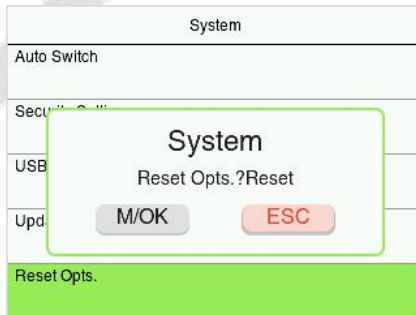 System
Auto Switch
System
Reset Opts.?Reset
USB
M/OK
ESC
Reset Opts.